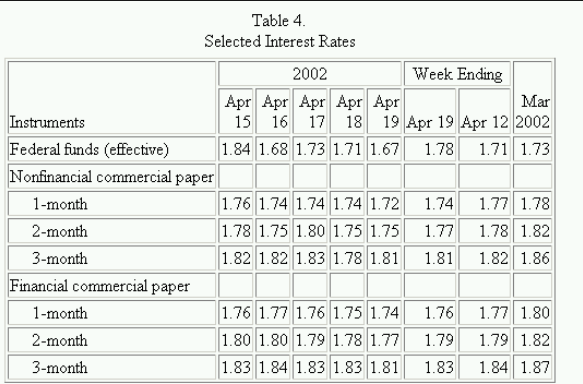 Table 4.
Selected Interest Rates
2002 Week Ending
Instruments Apr 15 Apr 16 Apr 17 Apr 18 Apr 19 Apr 19 Apr 12 Mar 2002
Federal funds (effective) 1.84 1.68 1.73 1.71 1.67 1.78 1.71 1.73
Nonfinancial commercial paper
1-month 1.76 1.74 1.74 1.74 1.72 1.74 1.77 1.78
2-month 1.78 1.75 1.80 1.75 1.75 1.77 1.78 1.82
3-month 1.82 1.82 1.83 1.78 1.81 1.81 1.82 1.86
Financial commercial paper
1-month 1.76 1.77 1.76 1.75 1.74 1.76 1.77 1.80
2-month 1.80 1.80 1.79 1.78 1.77 1.79 1.79 1.82
3-month 1.83 1.84 1.83 1.83 1.81 1.83 1.84 1.87